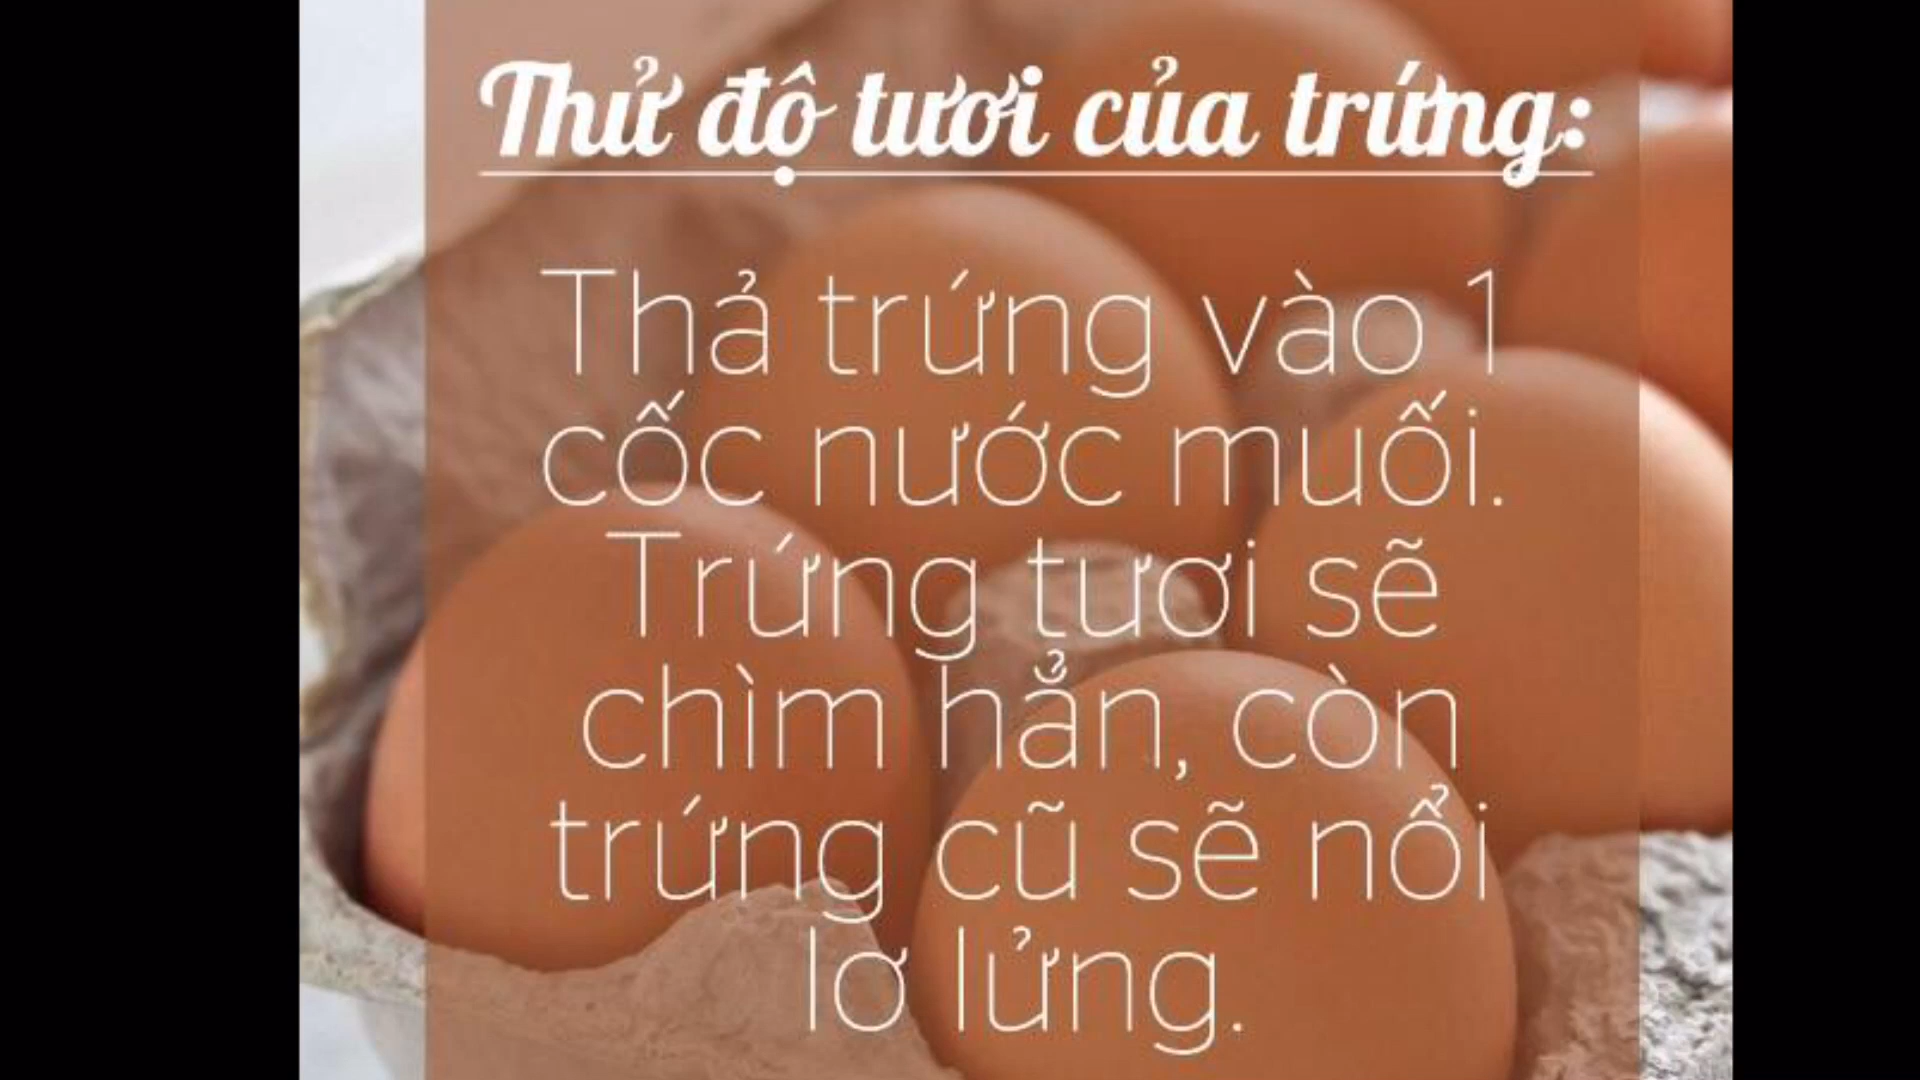 Thử độ tươi của trứng:
Thả trứng vào 1
cốc nước muối.
Trứng tươi sẽ
chìm hẳn, còn
trứng cũ sẽ nổi
lơ lửng.